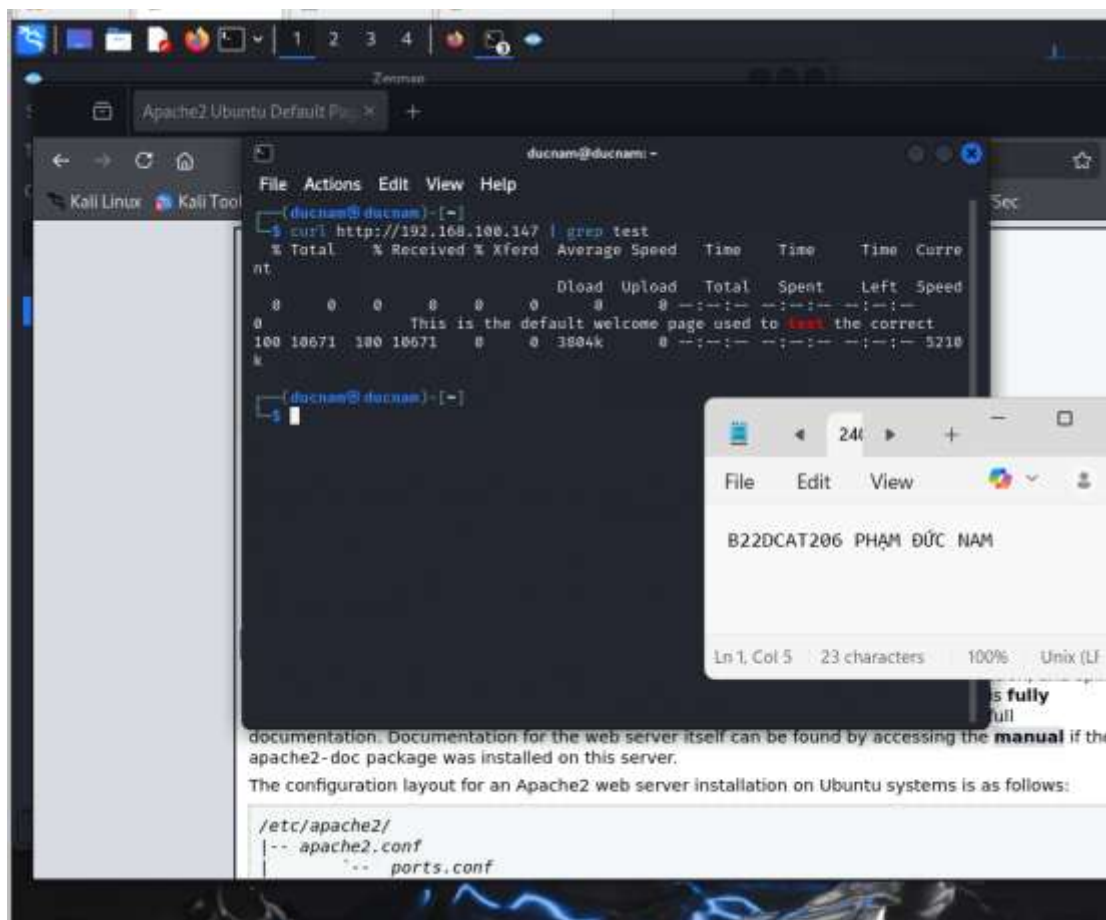 1 2 3 4
Zenmap
Apache2 Ubuntu Default Pa
ducnam@ducnam: ~
Kali Linux Kali Too
Sec
File Actions Edit View Help
(ducnam㉿ducnam)-[~]
$ curl http://192.168.100.147 | grep test
% Total % Received % Xferd Average Speed Time Time Time Curre
nt
Dload Upload Total Spent Left Speed
0 0 0 0 0 0 0 0 --:--:-- --:--:-- --:--:--
0 This is the default welcome page used to test the correct
100 10671 100 10671 0 0 3804k 0 --:--:-- --:--:-- --:--:-- 5210
k
(ducnam㉿ducnam)-[~]
$
File Edit View
B22DCAT206 PHẠM ĐỨC NAM
Ln 1, Col 5 23 characters 100% Unix (LF
is fully
full
documentation. Documentation for the web server itself can be found by accessing the manual if the
apache2-doc package was installed on this server.
The configuration layout for an Apache2 web server installation on Ubuntu systems is as follows:
/etc/apache2/
|-- apache2.conf
| `-- ports.conf